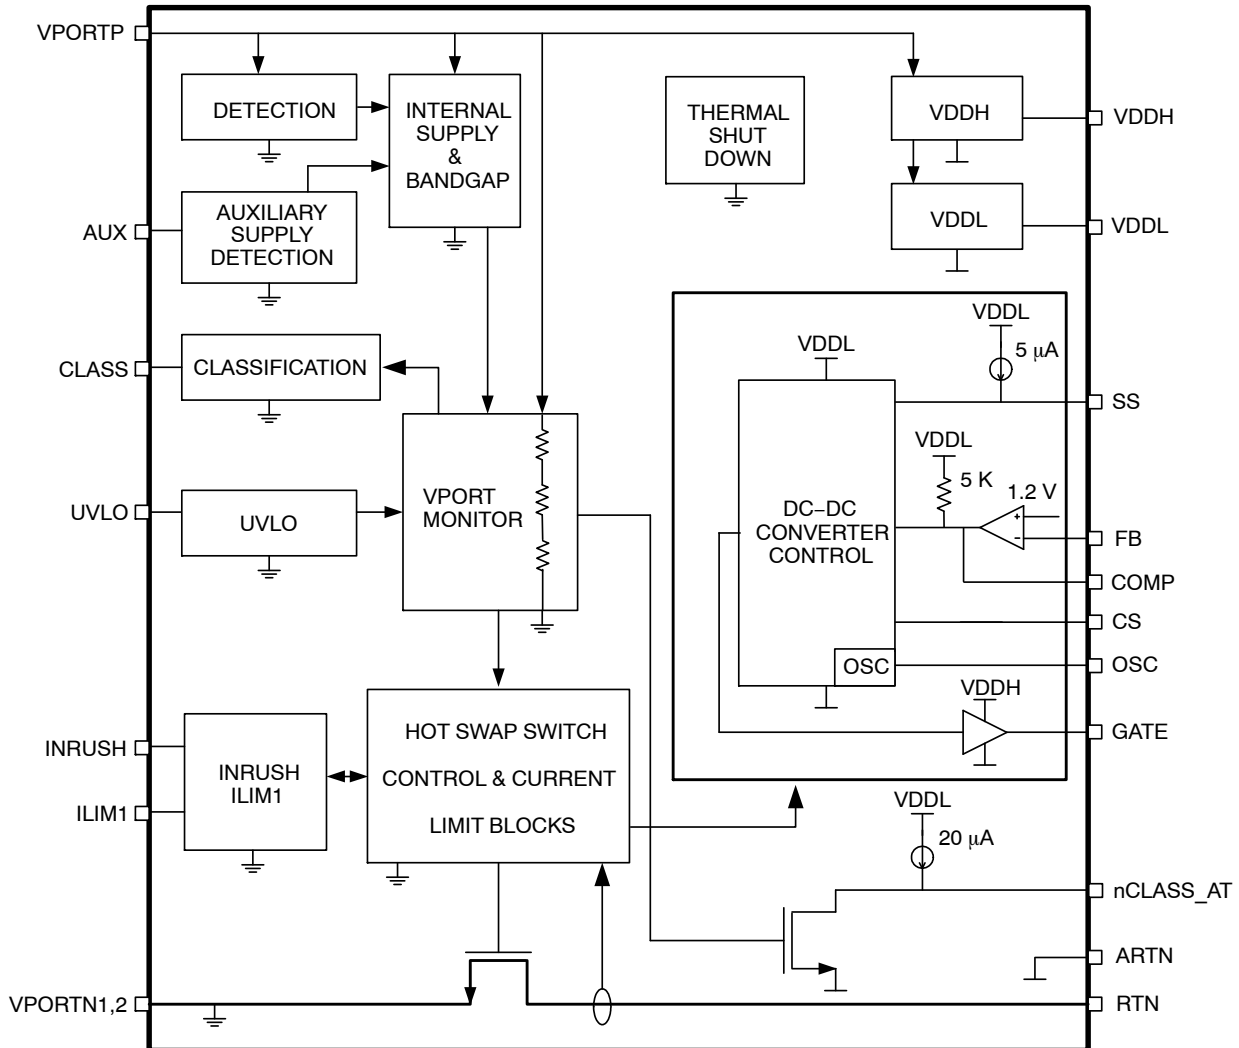 VPORTP
DETECTION
INTERNAL
SUPPLY
&
BANDGAP
THERMAL
SHUT
DOWN
VDDH
VDDH
AUX
AUXILIARY
SUPPLY
DETECTION
VDDL
VDDL
CLASS
CLASSIFICATION
VDDL
VDDL
5 μA
SS
UVLO
UVLO
VPORT
MONITOR
DC–DC
CONVERTER
CONTROL
VDDL
5 K
1.2 V
+
–
FB
COMP
CS
OSC
OSC
VDDH
GATE
INRUSH
ILIM1
INRUSH
ILIM1
HOT SWAP SWITCH
CONTROL & CURRENT
LIMIT BLOCKS
VDDL
20 μA
nCLASS_AT
ARTN
VPORTN1,2
RTN